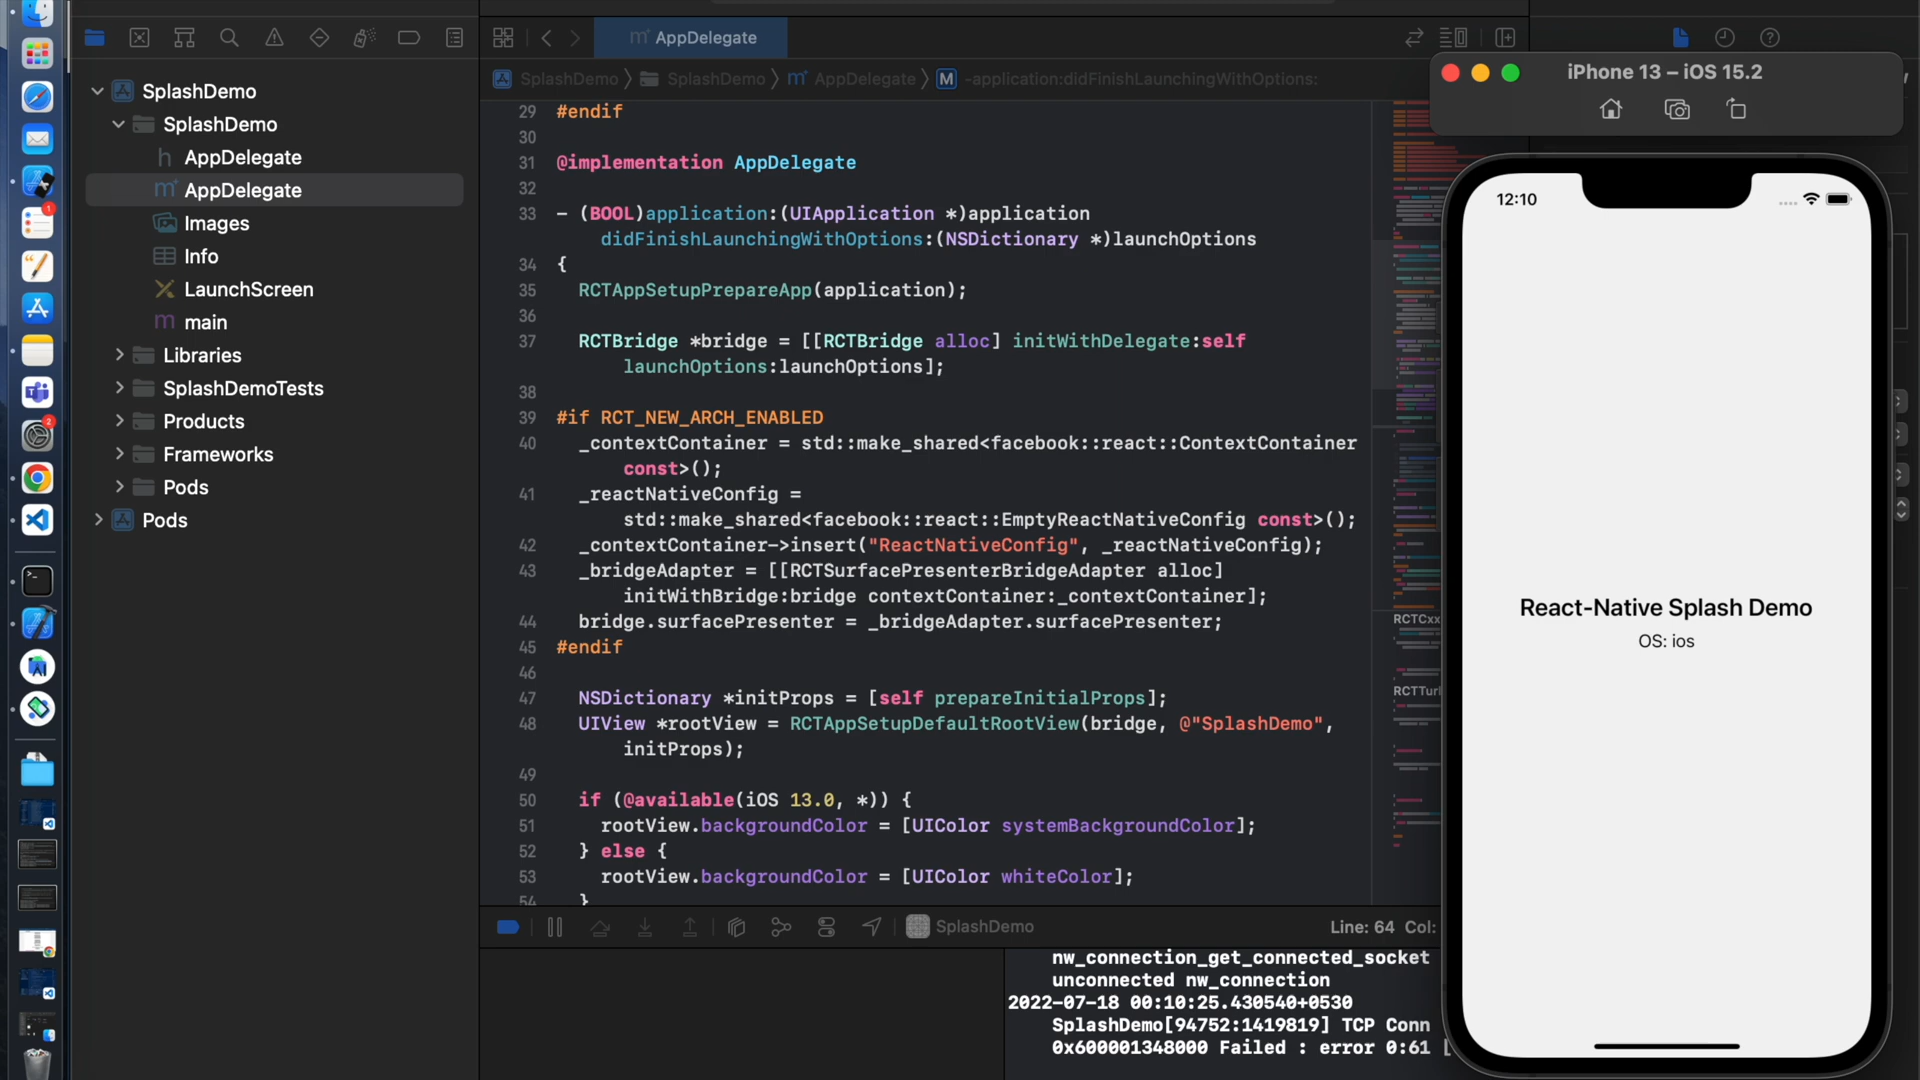 AppDelegate
SplashDemo
SplashDemo
AppDelegate
AppDelegate
Images
Info
LaunchScreen
main
Libraries
SplashDemoTests
Products
Frameworks
Pods
Pods
SplashDemo 〉 SplashDemo 〉 AppDelegate 〉 M -application:didFinishLaunchingWithOptions:
29 #endif
30
31 @implementation AppDelegate
32
33 - (BOOL)application:(UIApplication *)application
didFinishLaunchingWithOptions:(NSDictionary *)launchOptions
34 {
35 RCTAppSetupPrepareApp(application);
36
37 RCTBridge *bridge = [[RCTBridge alloc] initWithDelegate:self
launchOptions:launchOptions];
38
39 #if RCT_NEW_ARCH_ENABLED
40 _contextContainer = std::make_shared<facebook::react::ContextContainer
const>();
41 _reactNativeConfig =
std::make_shared<facebook::react::EmptyReactNativeConfig const>();
42 _contextContainer->insert("ReactNativeConfig", _reactNativeConfig);
43 _bridgeAdapter = [[RCTSurfacePresenterBridgeAdapter alloc]
initWithBridge:bridge contextContainer:_contextContainer];
44 bridge.surfacePresenter = _bridgeAdapter.surfacePresenter;
45 #endif
46
47 NSDictionary *initProps = [self prepareInitialProps];
48 UIView *rootView = RCTAppSetupDefaultRootView(bridge, @"SplashDemo",
initProps);
49
50 if (@available(iOS 13.0, *)) {
51 rootView.backgroundColor = [UIColor systemBackgroundColor];
52 } else {
53 rootView.backgroundColor = [UIColor whiteColor];
54 }
RCTCxx
RCTTurl
SplashDemo
Line: 64 Col:
nw_connection_get_connected_socket
unconnected nw_connection
2022-07-18 00:10:25.430540+0530
SplashDemo[94752:1419819] TCP Conn
0x600001348000 Failed : error 0:61 [
iPhone 13 – iOS 15.2
12:10
React-Native Splash Demo
OS: ios
1
2